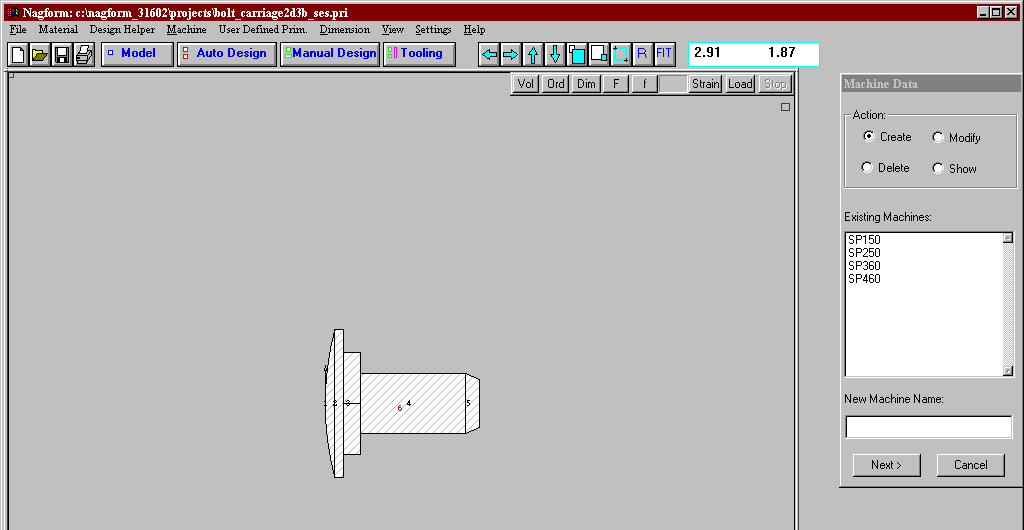 Nagform: c:\nagform_31602\projects\bolt_carriage2d3b_ses.pri
File Material Design Helper Machine User Defined Prim. Dimension View Settings Help
Model Auto Design Manual Design Tooling R FIT 2.91 1.87
Vol Ord Dim F f Strain Load Stop
Machine Data
Action:
Create Modify
Delete Show
Existing Machines:
SP150
SP250
SP360
SP460
New Machine Name:
Next > Cancel
1 2 3 6 4 5